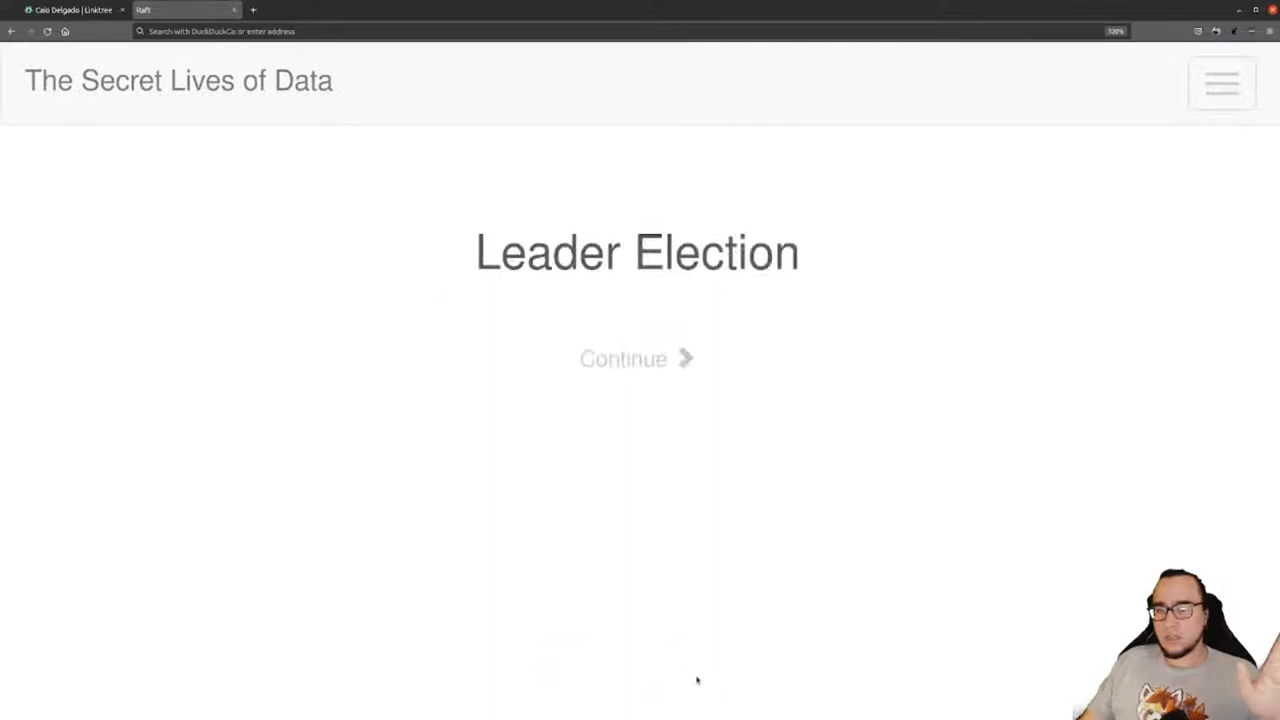 Caio Delgado | Linktree
Raft
Search with DuckDuckGo or enter address
The Secret Lives of Data
Leader Election
Continue